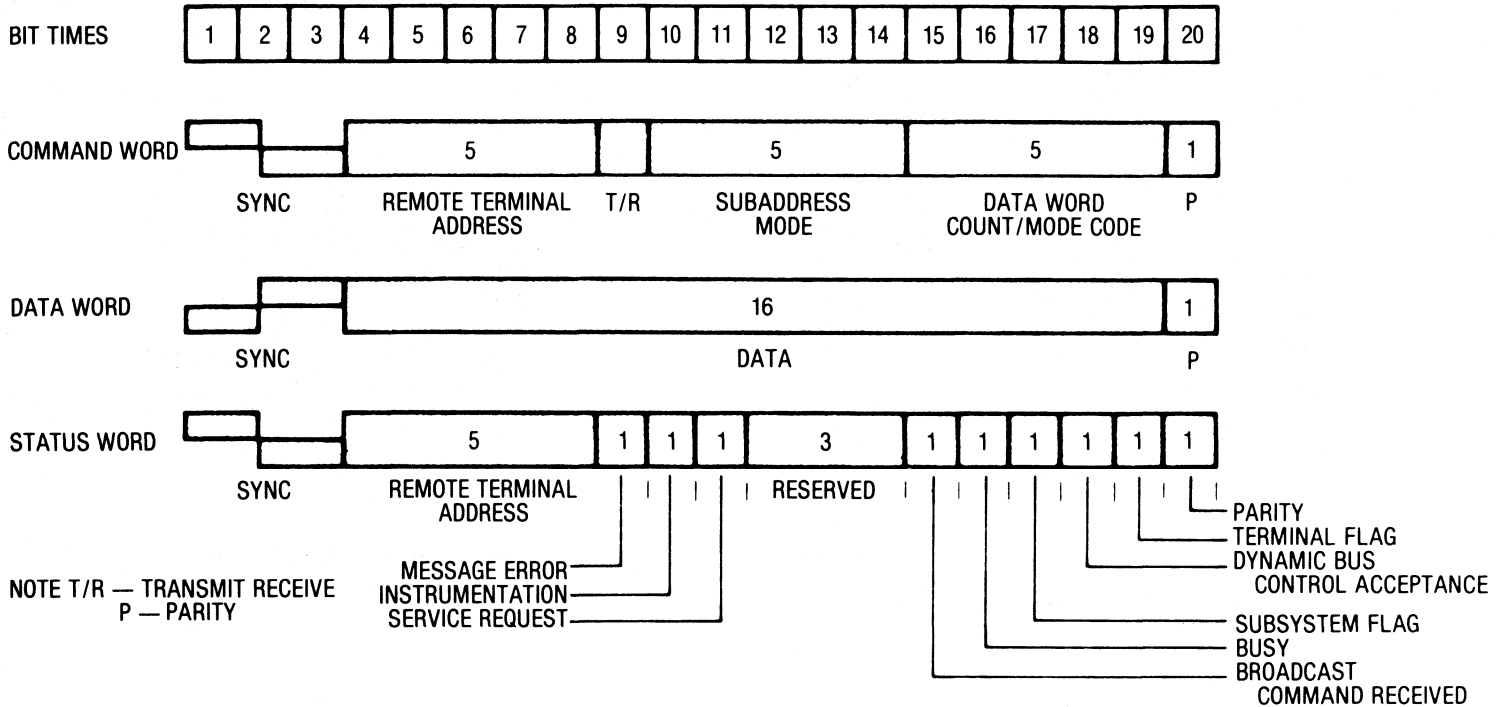 BIT TIMES 1 2 3 4 5 6 7 8 9 10 11 12 13 14 15 16 17 18 19 20
COMMAND WORD 5 5 5 1
SYNC REMOTE TERMINAL ADDRESS T/R SUBADDRESS MODE DATA WORD COUNT/MODE CODE P
DATA WORD 16 1
SYNC DATA P
STATUS WORD 5 1 1 1 3 1 1 1 1 1 1
SYNC REMOTE TERMINAL ADDRESS RESERVED
MESSAGE ERROR
INSTRUMENTATION
SERVICE REQUEST
PARITY
TERMINAL FLAG
DYNAMIC BUS
CONTROL ACCEPTANCE
SUBSYSTEM FLAG
BUSY
BROADCAST
COMMAND RECEIVED
NOTE T/R — TRANSMIT RECEIVE
P — PARITY